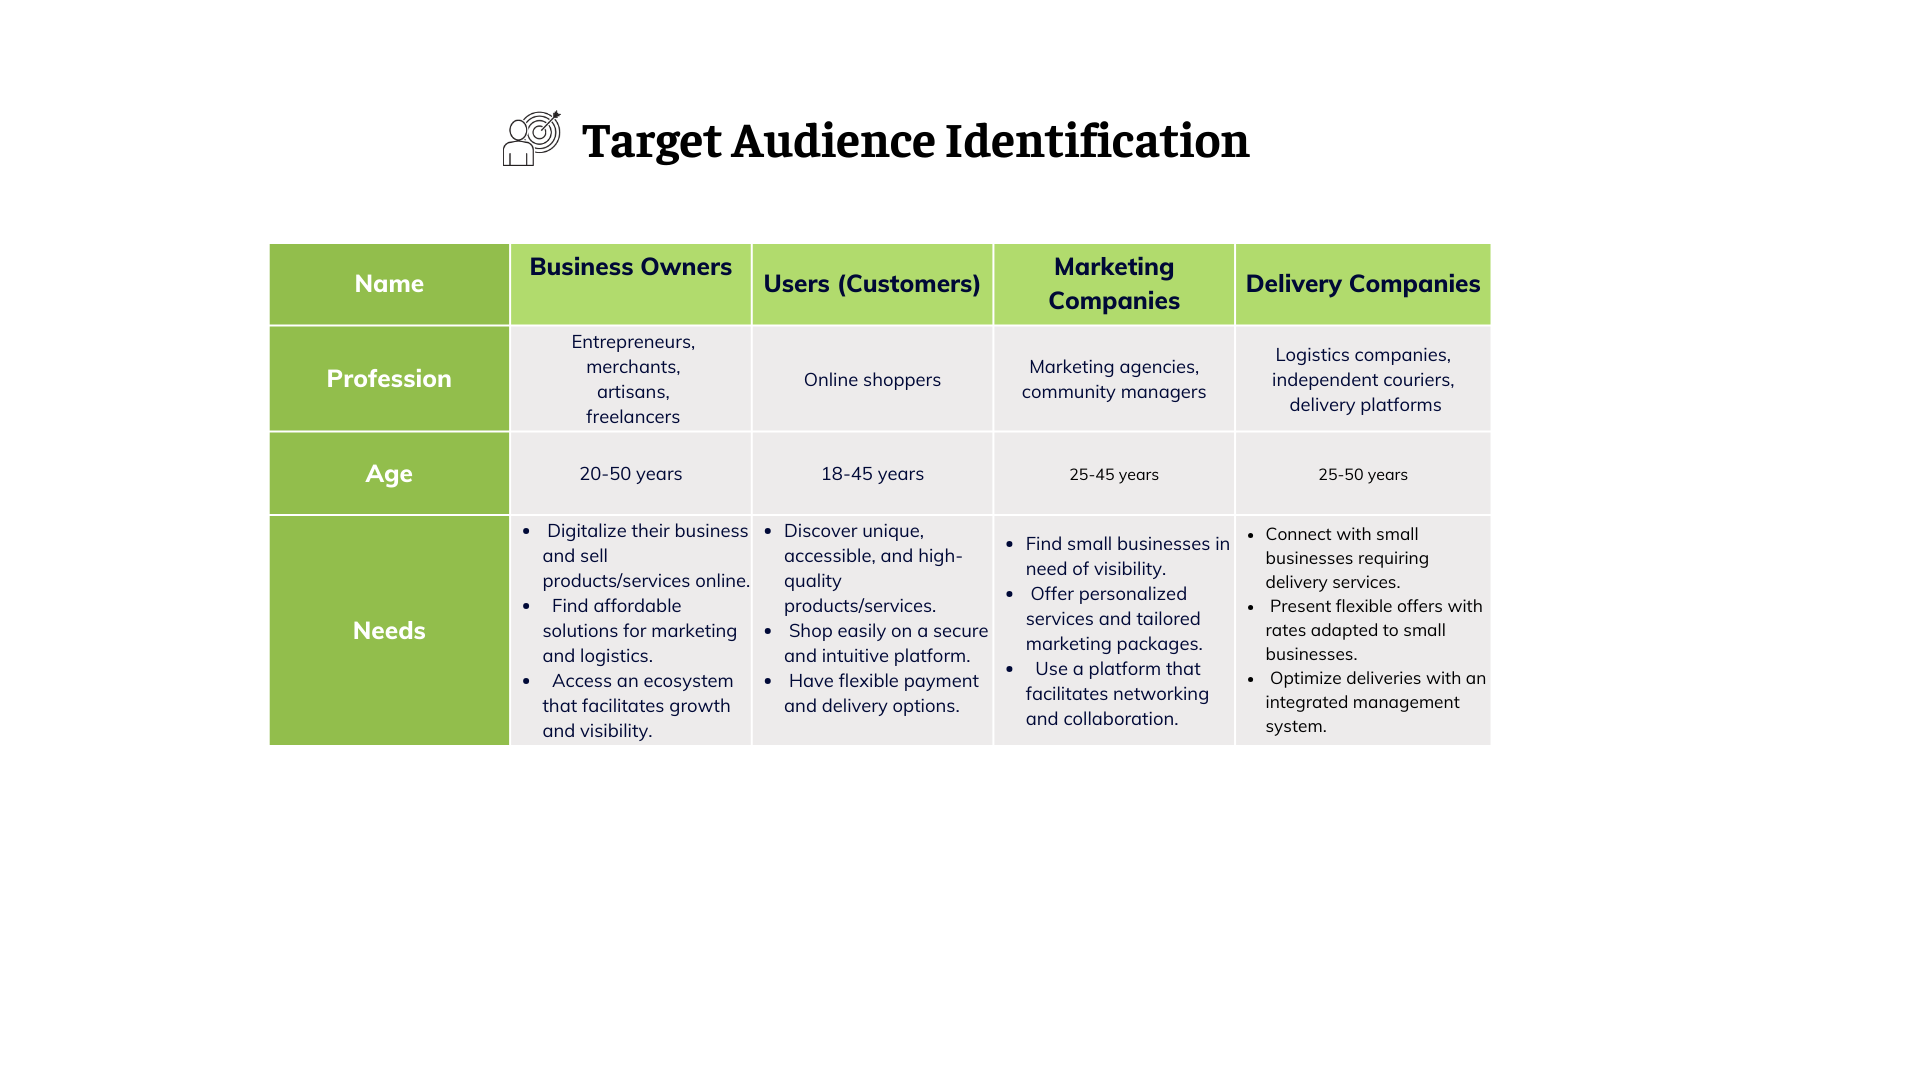 Target Audience Identification
Name
Business Owners
Users (Customers)
Marketing
Companies
Delivery Companies
Profession
Entrepreneurs,
merchants,
artisans,
freelancers
Online shoppers
Marketing agencies,
community managers
Logistics companies,
independent couriers,
delivery platforms
Age
20-50 years
18-45 years
25-45 years
25-50 years
Needs
• Digitalize their business
and sell
products/services online.
• Find affordable
solutions for marketing
and logistics.
• Access an ecosystem
that facilitates growth
and visibility.
• Discover unique,
accessible, and high-
quality
products/services.
• Shop easily on a secure
and intuitive platform.
• Have flexible payment
and delivery options.
• Find small businesses in
need of visibility.
• Offer personalized
services and tailored
marketing packages.
• Use a platform that
facilitates networking
and collaboration.
• Connect with small
businesses requiring
delivery services.
• Present flexible offers with
rates adapted to small
businesses.
• Optimize deliveries with an
integrated management
system.